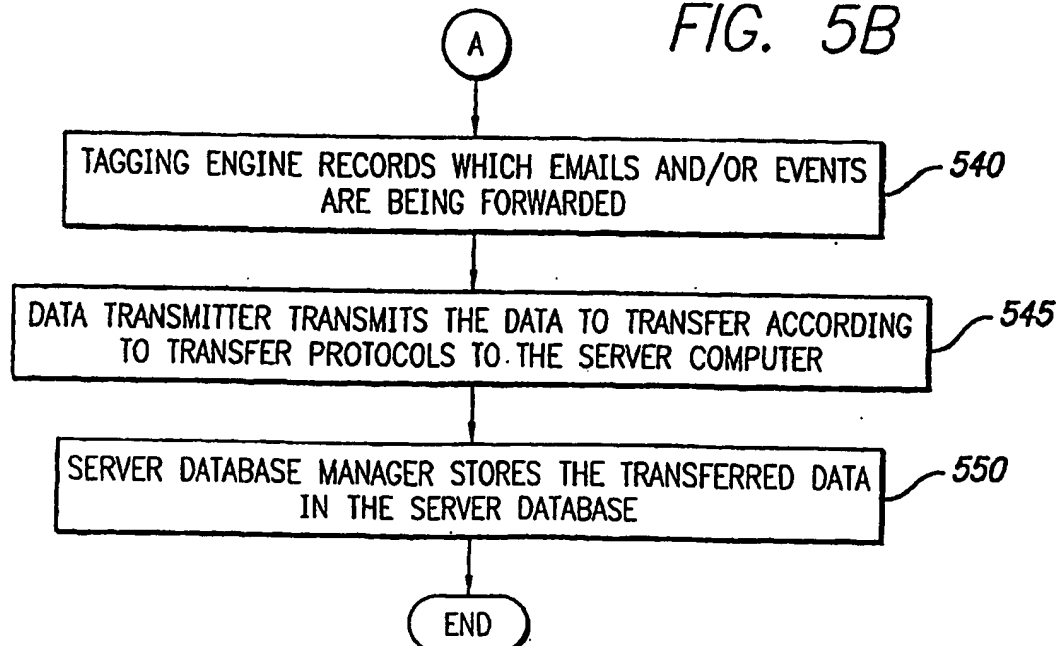 FIG. 5B
A
TAGGING ENGINE RECORDS WHICH EMAILS AND/OR EVENTS
ARE BEING FORWARDED
540
DATA TRANSMITTER TRANSMITS THE DATA TO TRANSFER ACCORDING
TO TRANSFER PROTOCOLS TO THE SERVER COMPUTER
545
SERVER DATABASE MANAGER STORES THE TRANSFERRED DATA
IN THE SERVER DATABASE
550
END